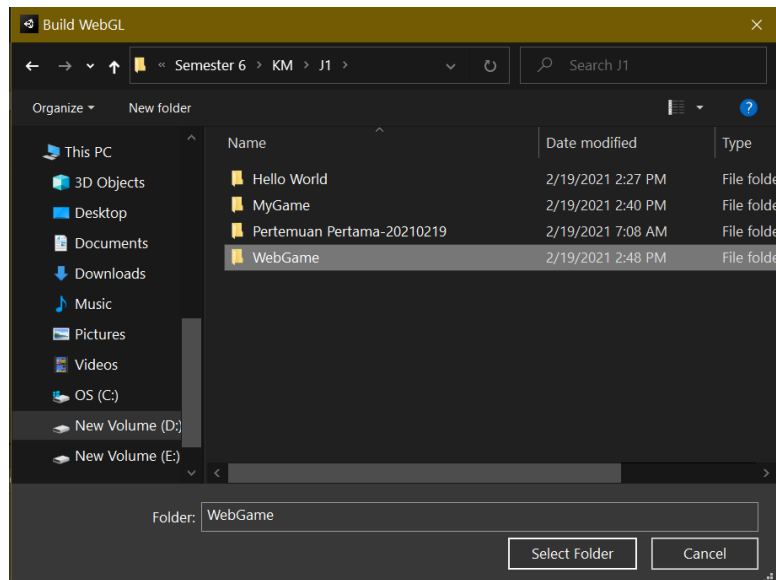 Build WebGL
« Semester 6 > KM > J1 >
Search J1
Organize
New folder
Name Date modified Type
This PC
3D Objects
Desktop
Documents
Downloads
Music
Pictures
Videos
OS (C:)
New Volume (D:)
New Volume (E:)
Hello World 2/19/2021 2:27 PM File folde
MyGame 2/19/2021 2:40 PM File folde
Pertemuan Pertama-20210219 2/19/2021 7:08 AM File folde
WebGame 2/19/2021 2:48 PM File folde
Folder: WebGame
Select Folder Cancel